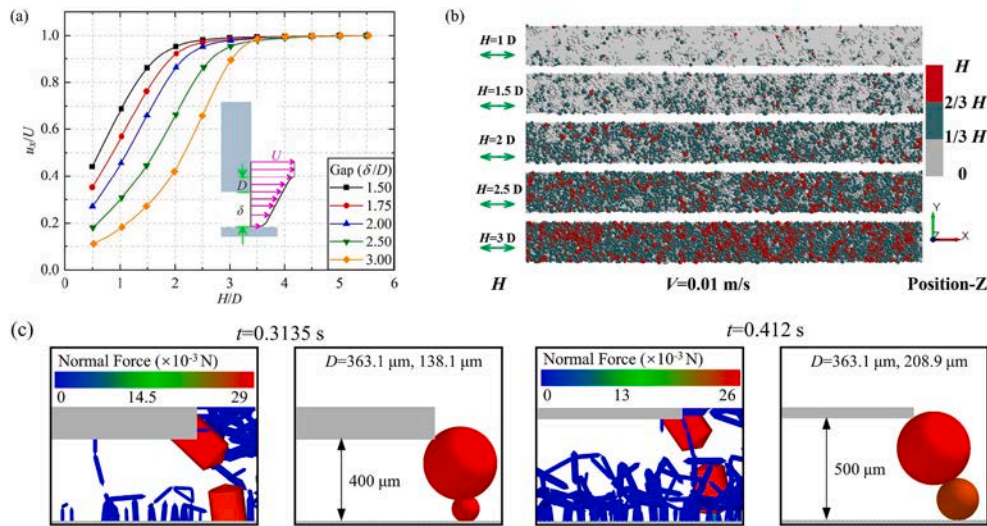 (a)
1.0
0.8
0.6
0.4
0.2
0.0
u_x/U
0 1 2 3 4 5 6
H/D
U
D
δ
Gap (δ/D)
1.50
1.75
2.00
2.50
3.00
(b)
H=1 D
H=1.5 D
H=2 D
H=2.5 D
H=3 D
H
V=0.01 m/s
Position-Z
H
2/3 H
1/3 H
0
Y
Z
X
(c)
t=0.3135 s
Normal Force (×10⁻³ N)
0 14.5 29
D=363.1 μm, 138.1 μm
400 μm
t=0.412 s
Normal Force (×10⁻³ N)
0 13 26
D=363.1 μm, 208.9 μm
500 μm